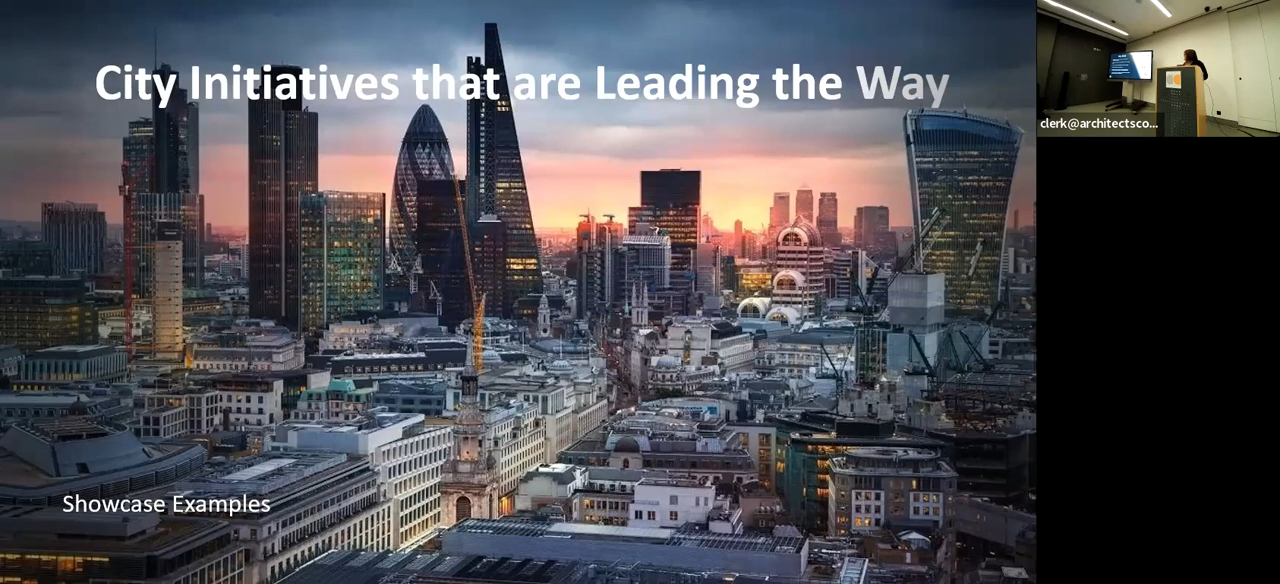 City Initiatives that are Leading the Way
Showcase Examples
clerk@architectsco...